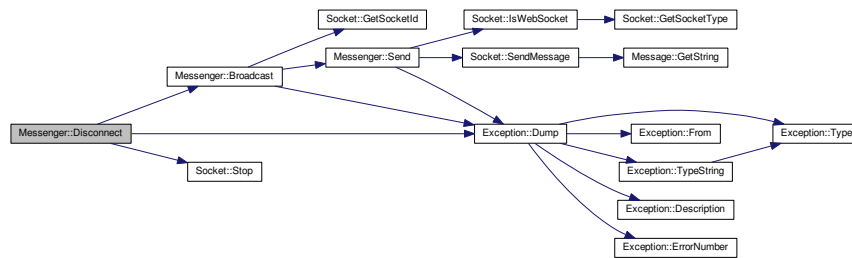 Socket::GetSocketId
Socket::IsWebSocket
Socket::GetSocketType
Messenger::Send
Socket::SendMessage
Message::GetString
Messenger::Broadcast
Messenger::Disconnect
Exception::Dump
Exception::From
Exception::Type
Socket::Stop
Exception::TypeString
Exception::Description
Exception::ErrorNumber